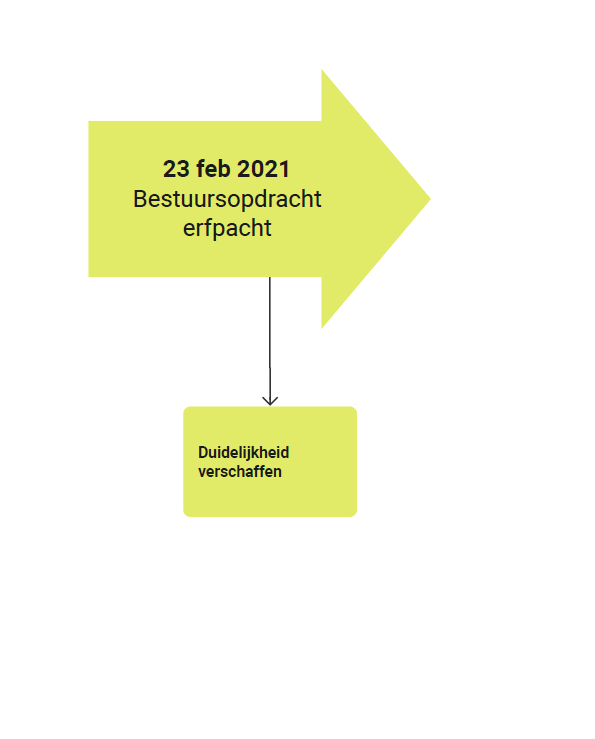 23 feb 2021
Bestuursopdracht
erfpacht
Duidelijkheid
verschaffen